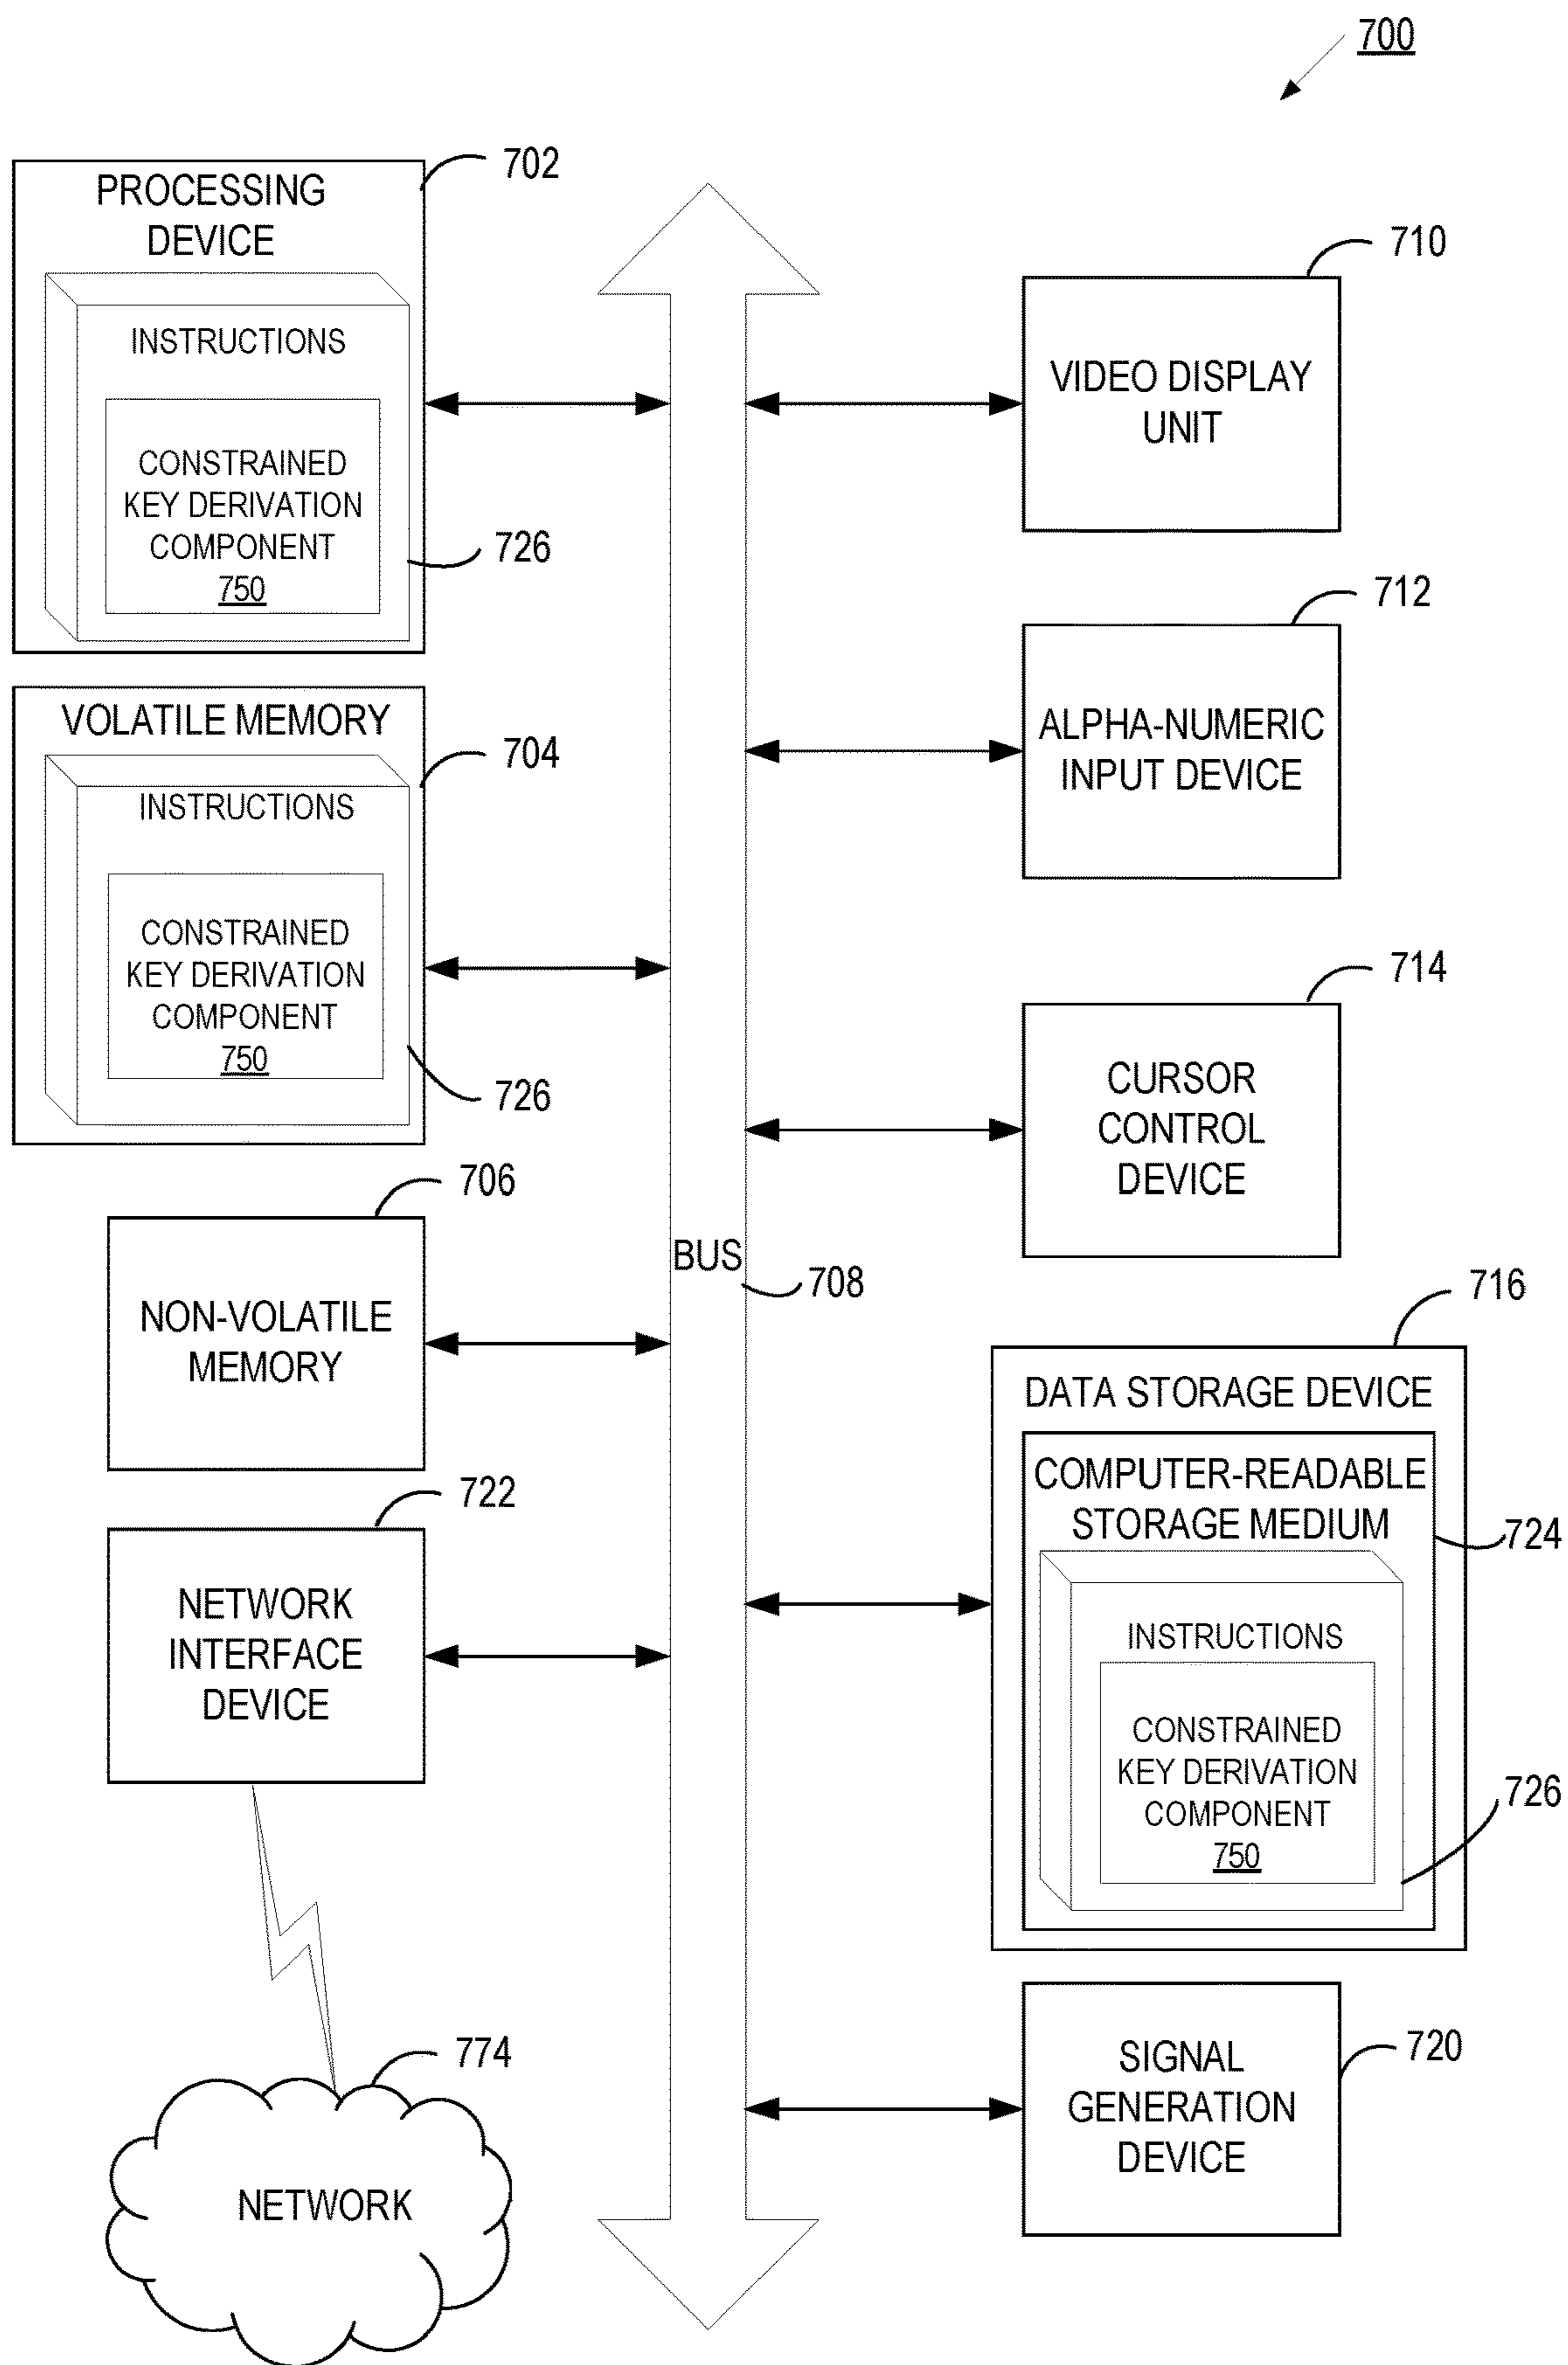 700
702
PROCESSING
DEVICE
INSTRUCTIONS
CONSTRAINED
KEY DERIVATION
COMPONENT
750
726
VOLATILE MEMORY
704
INSTRUCTIONS
CONSTRAINED
KEY DERIVATION
COMPONENT
750
726
706
NON-VOLATILE
MEMORY
722
NETWORK
INTERFACE
DEVICE
774
NETWORK
BUS
708
710
VIDEO DISPLAY
UNIT
712
ALPHA-NUMERIC
INPUT DEVICE
714
CURSOR
CONTROL
DEVICE
716
DATA STORAGE DEVICE
COMPUTER-READABLE
STORAGE MEDIUM
724
INSTRUCTIONS
CONSTRAINED
KEY DERIVATION
COMPONENT
750
726
720
SIGNAL
GENERATION
DEVICE